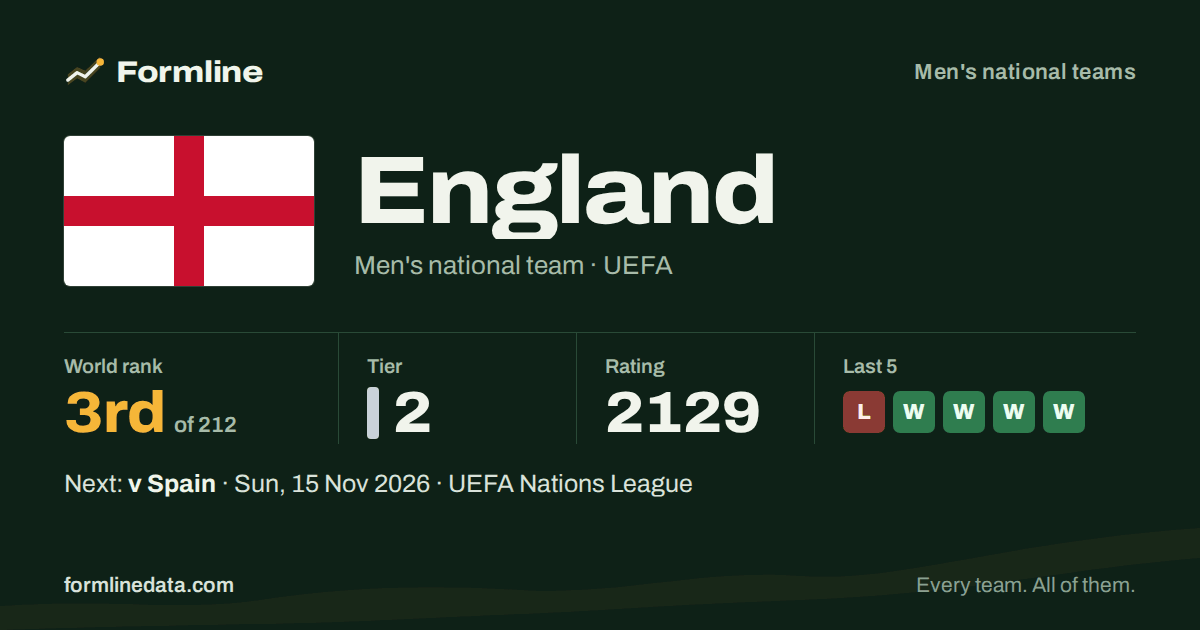 Formline
Men's national teams
England
Men's national team · UEFA
World rank
3rd of 212
Tier
2
Rating
2129
Last 5
L W W W W
Next: v Spain · Sun, 15 Nov 2026 · UEFA Nations League
formlinedata.com
Every team. All of them.